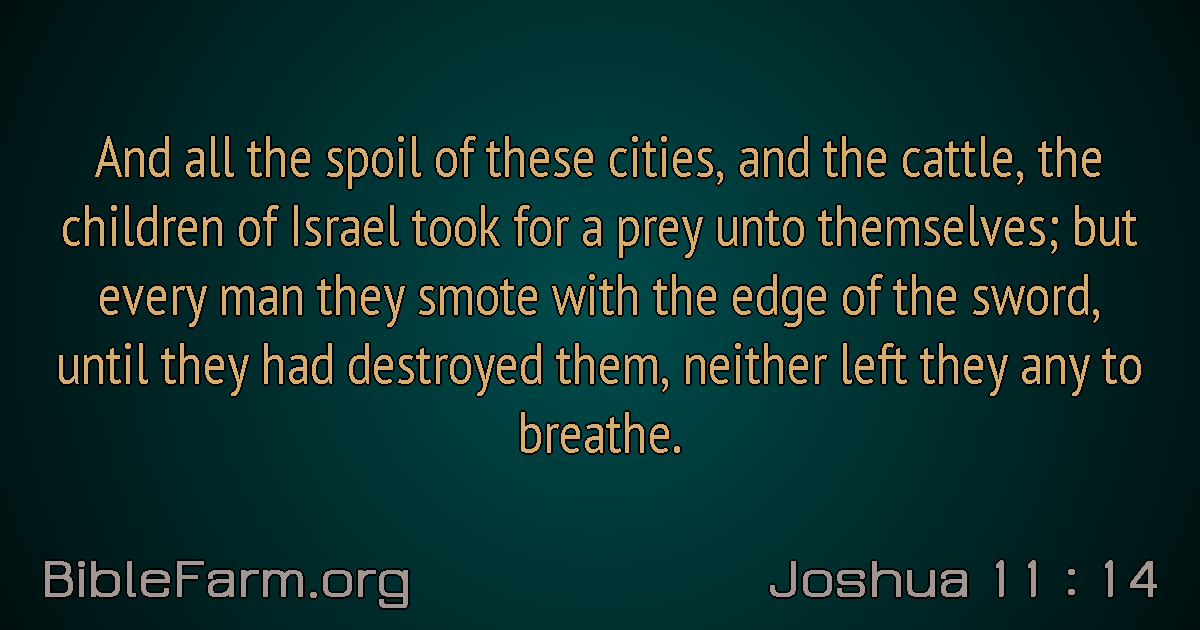 And all the spoil of these cities, and the cattle, the
children of Israel took for a prey unto themselves; but
every man they smote with the edge of the sword,
until they had destroyed them, neither left they any to
breathe.
BibleFarm.org
Joshua 11 : 14